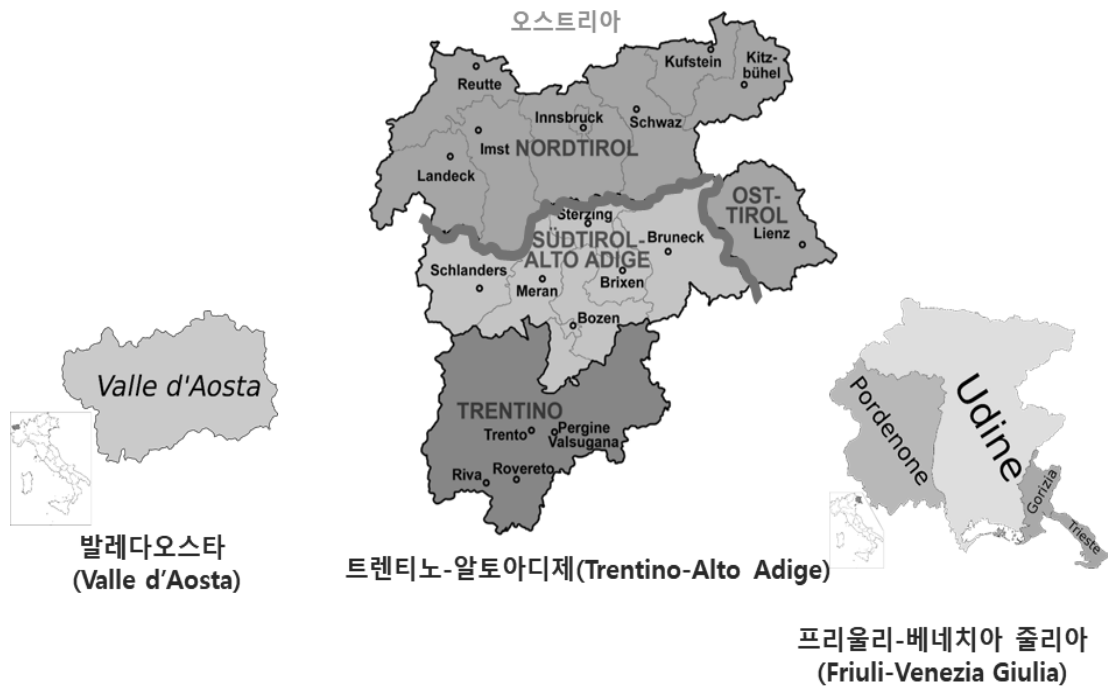 오스트리아
Kufstein
Kitz-
bühel
Reutte
Innsbruck
Schwaz
Imst
NORDTIROL
Landeck
OST-
TIROL
Lienz
Sterzing
SÜDTIROL-
ALTO ADIGE
Bruneck
Schlanders
Meran
Brixen
Bozen
TRENTINO
Trento
Pergine
Valsugana
Riva
Rovereto
Valle d'Aosta
Pordenone
Udine
Gorizia
Trieste
발레다오스타
(Valle d’Aosta)
트렌티노-알토아디제(Trentino-Alto Adige)
프리울리-베네치아 줄리아
(Friuli-Venezia Giulia)